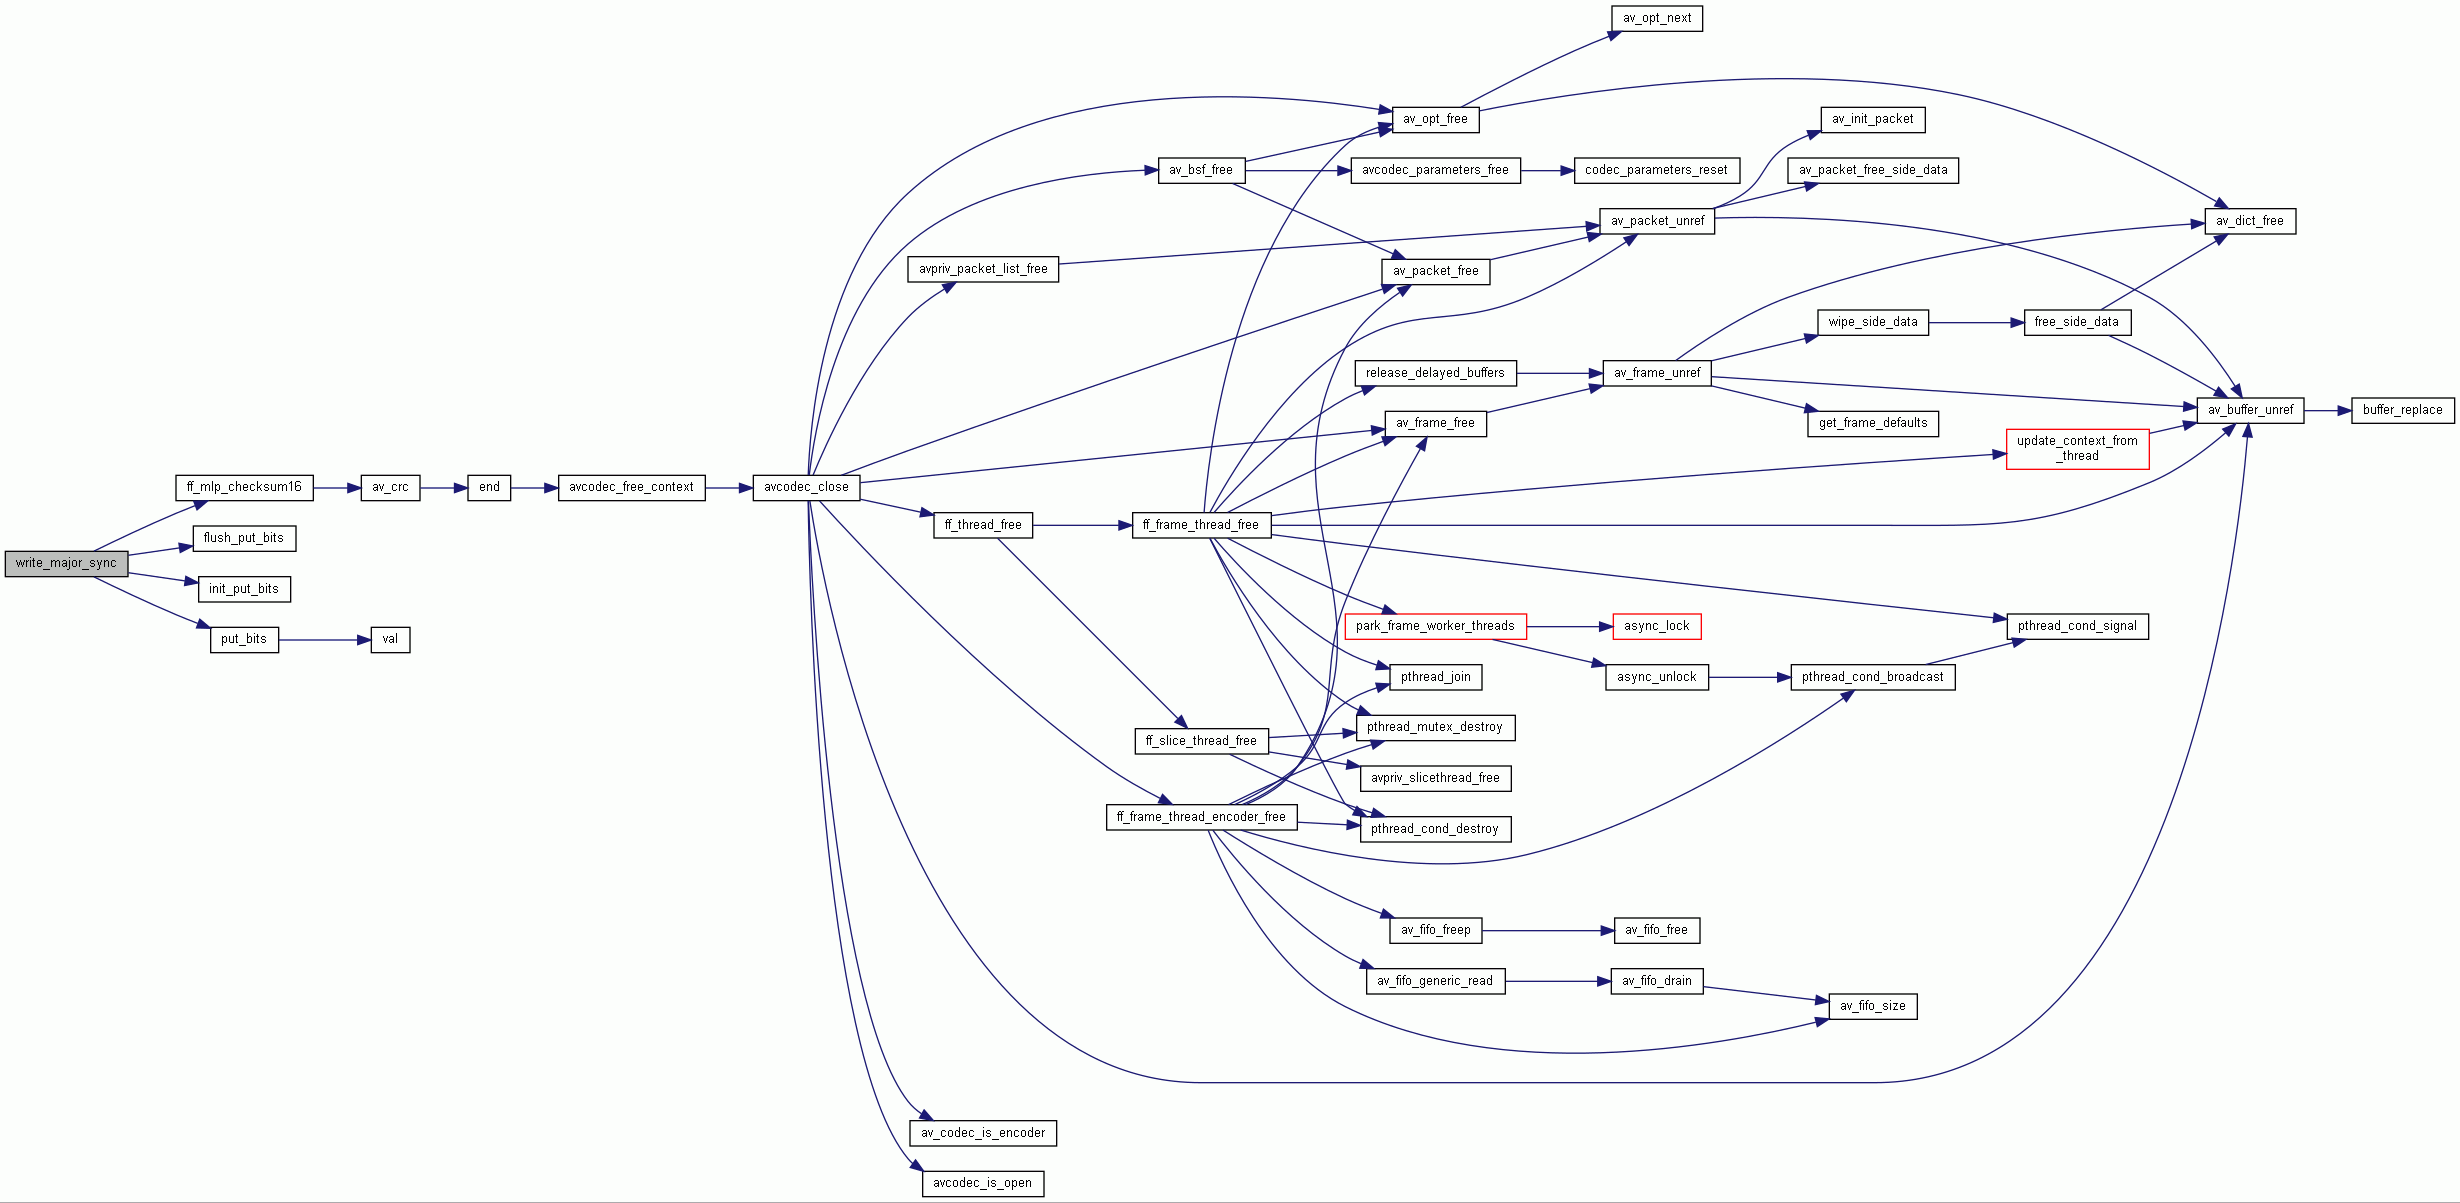 av_opt_next
av_opt_free
av_init_packet
av_bsf_free
avcodec_parameters_free
codec_parameters_reset
av_packet_free_side_data
av_packet_unref
av_dict_free
avpriv_packet_list_free
av_packet_free
wipe_side_data
free_side_data
release_delayed_buffers
av_frame_unref
av_buffer_unref
buffer_replace
av_frame_free
get_frame_defaults
update_context_from
_thread
ff_mlp_checksum16
av_crc
end
avcodec_free_context
avcodec_close
ff_thread_free
ff_frame_thread_free
flush_put_bits
write_major_sync
init_put_bits
put_bits
val
park_frame_worker_threads
async_lock
pthread_cond_signal
pthread_join
async_unlock
pthread_cond_broadcast
pthread_mutex_destroy
ff_slice_thread_free
avpriv_slicethread_free
ff_frame_thread_encoder_free
pthread_cond_destroy
av_fifo_freep
av_fifo_free
av_fifo_generic_read
av_fifo_drain
av_fifo_size
av_codec_is_encoder
avcodec_is_open